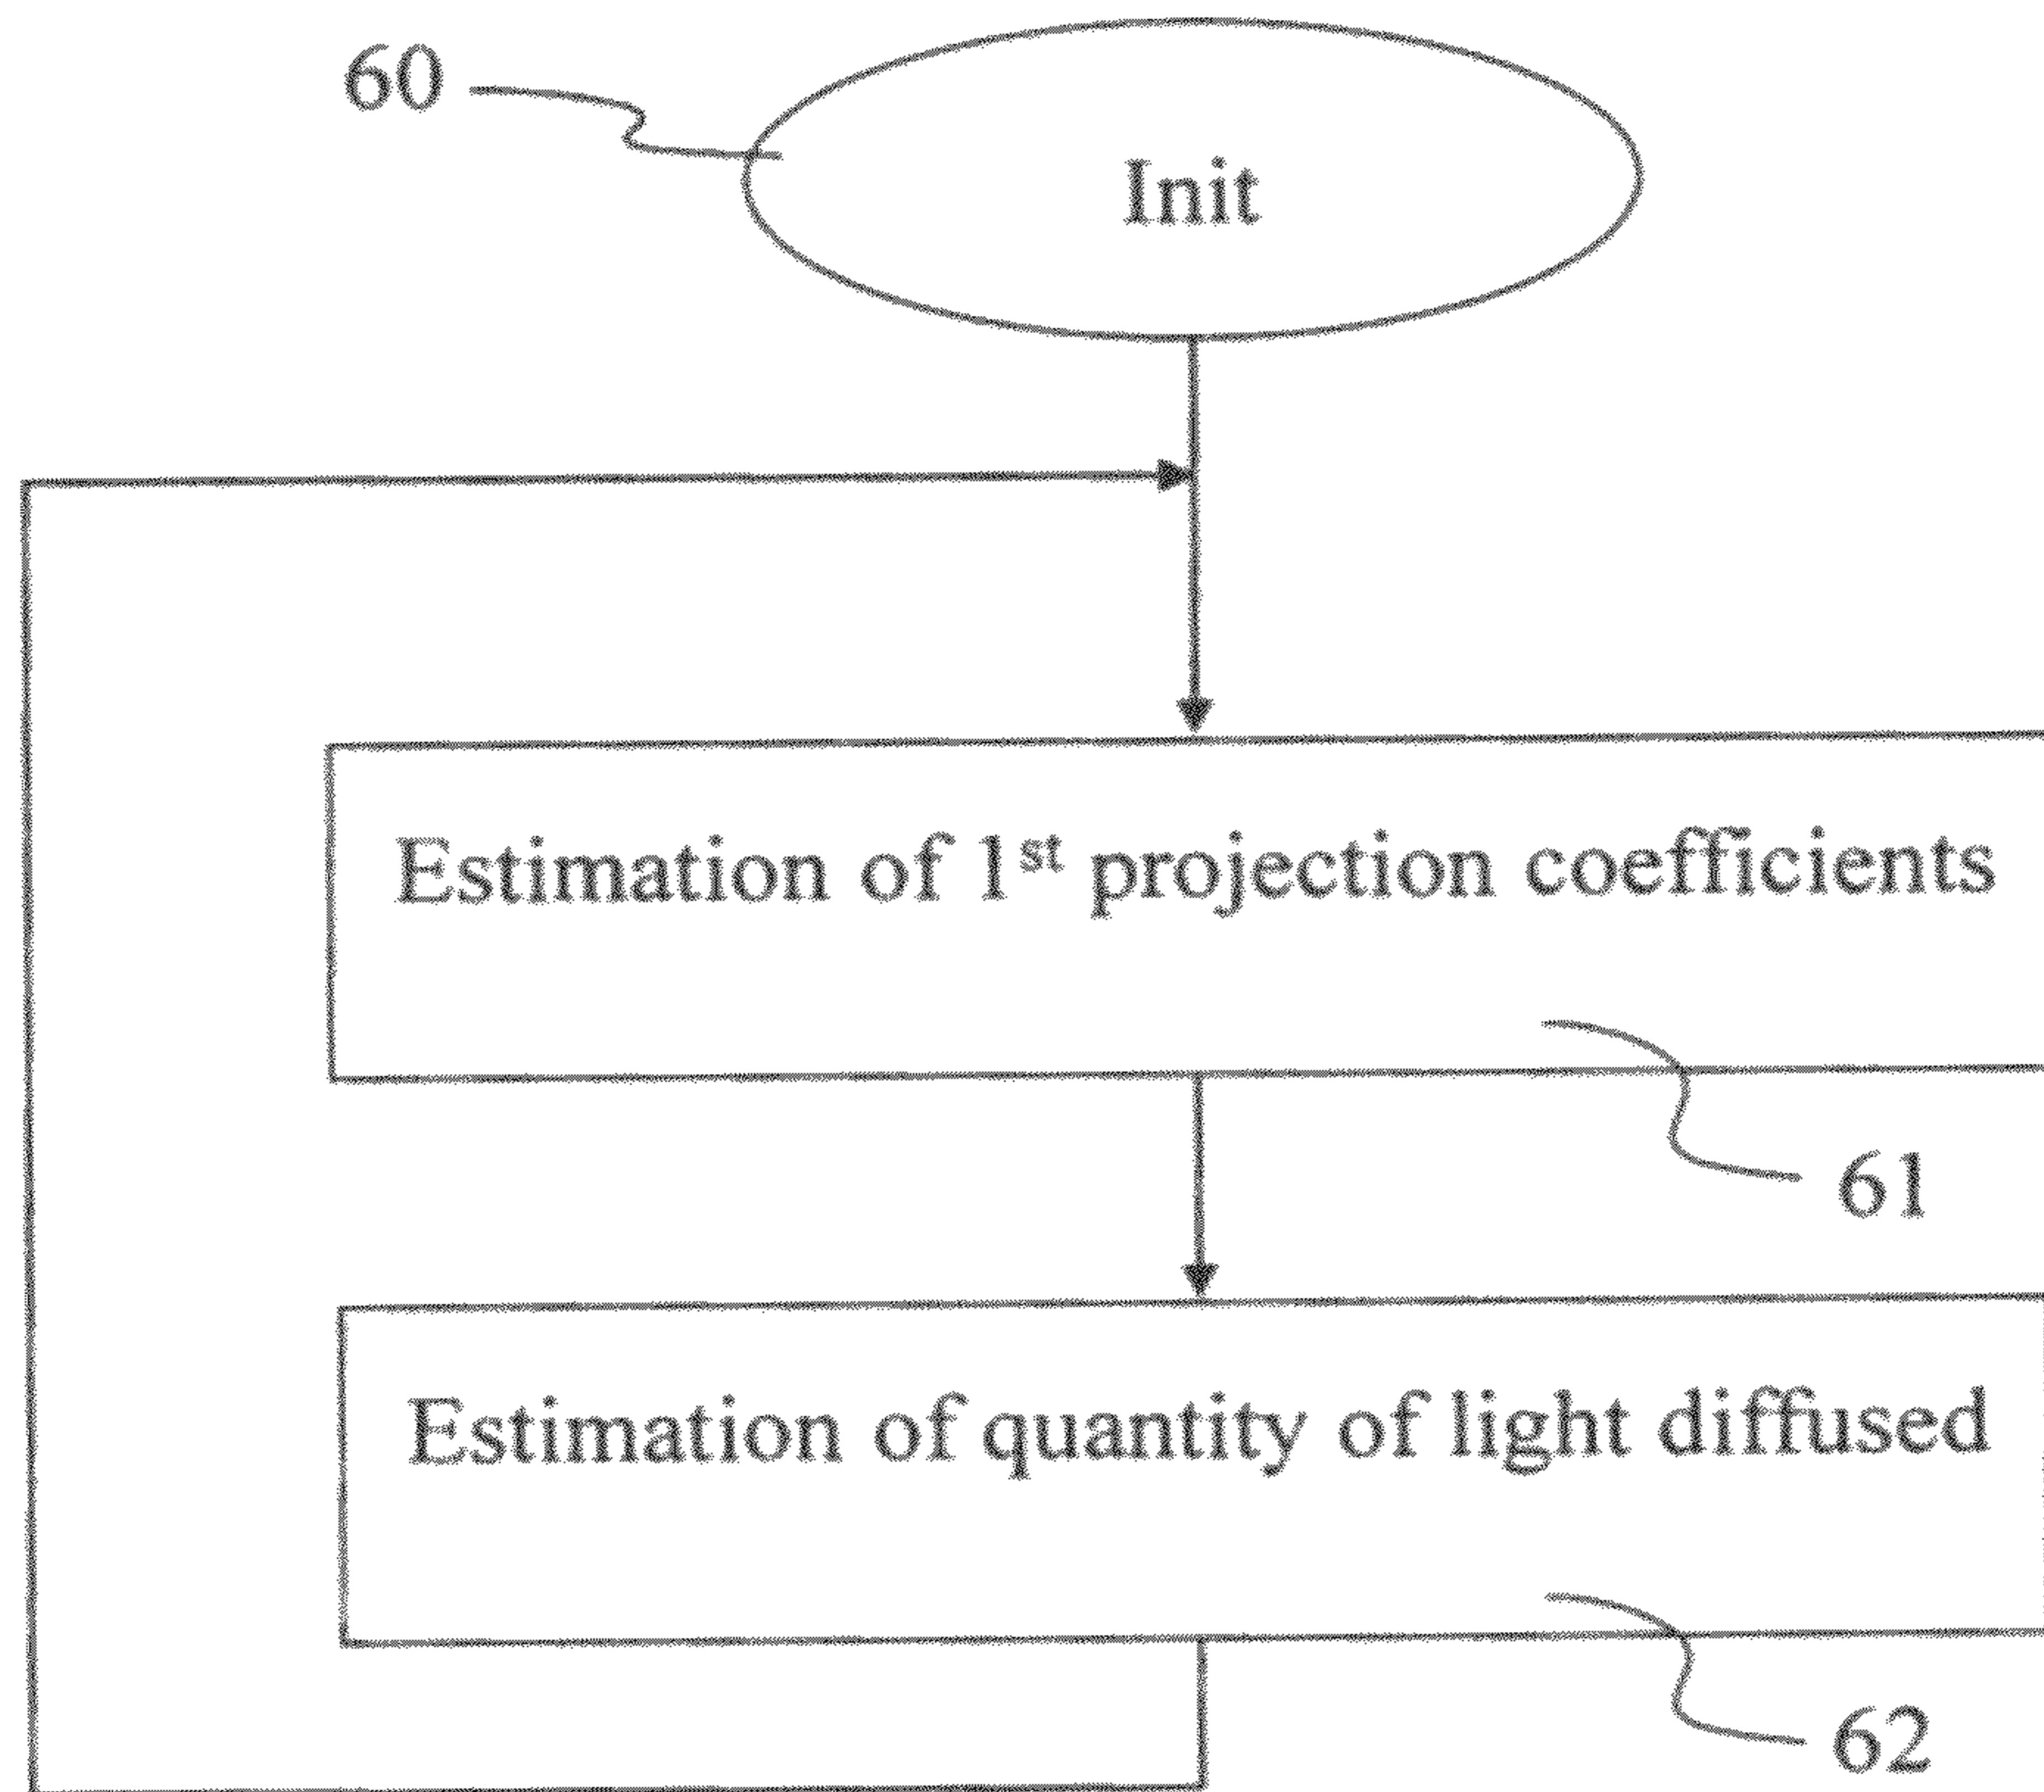 60
Init
Estimation of 1st projection coefficients
61
Estimation of quantity of light diffused
62